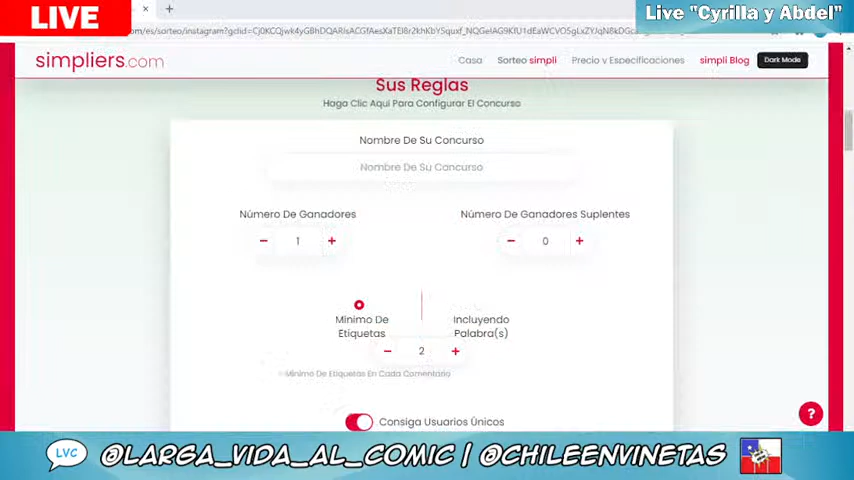 LIVE
Live "Cyrilla y Abdel"
simpliers.com
Casa
Sorteo simpli
Precio y Especificaciones
simpli Blog
Dark Mode
Sus Reglas
Haga Clic Aqui Para Configurar El Concurso
Nombre De Su Concurso
Nombre De Su Concurso
Número De Ganadores
Número De Ganadores Suplentes
− 1 +
− 0 +
Minimo De
Etiquetas
Incluyendo
Palabra(s)
− 2 +
Minimo De Etiquetas En Cada Comentario
Consiga Usuarios Únicos
?
LVC
@LARGA_VIDA_AL_COMIC | @CHILEENVINETAS